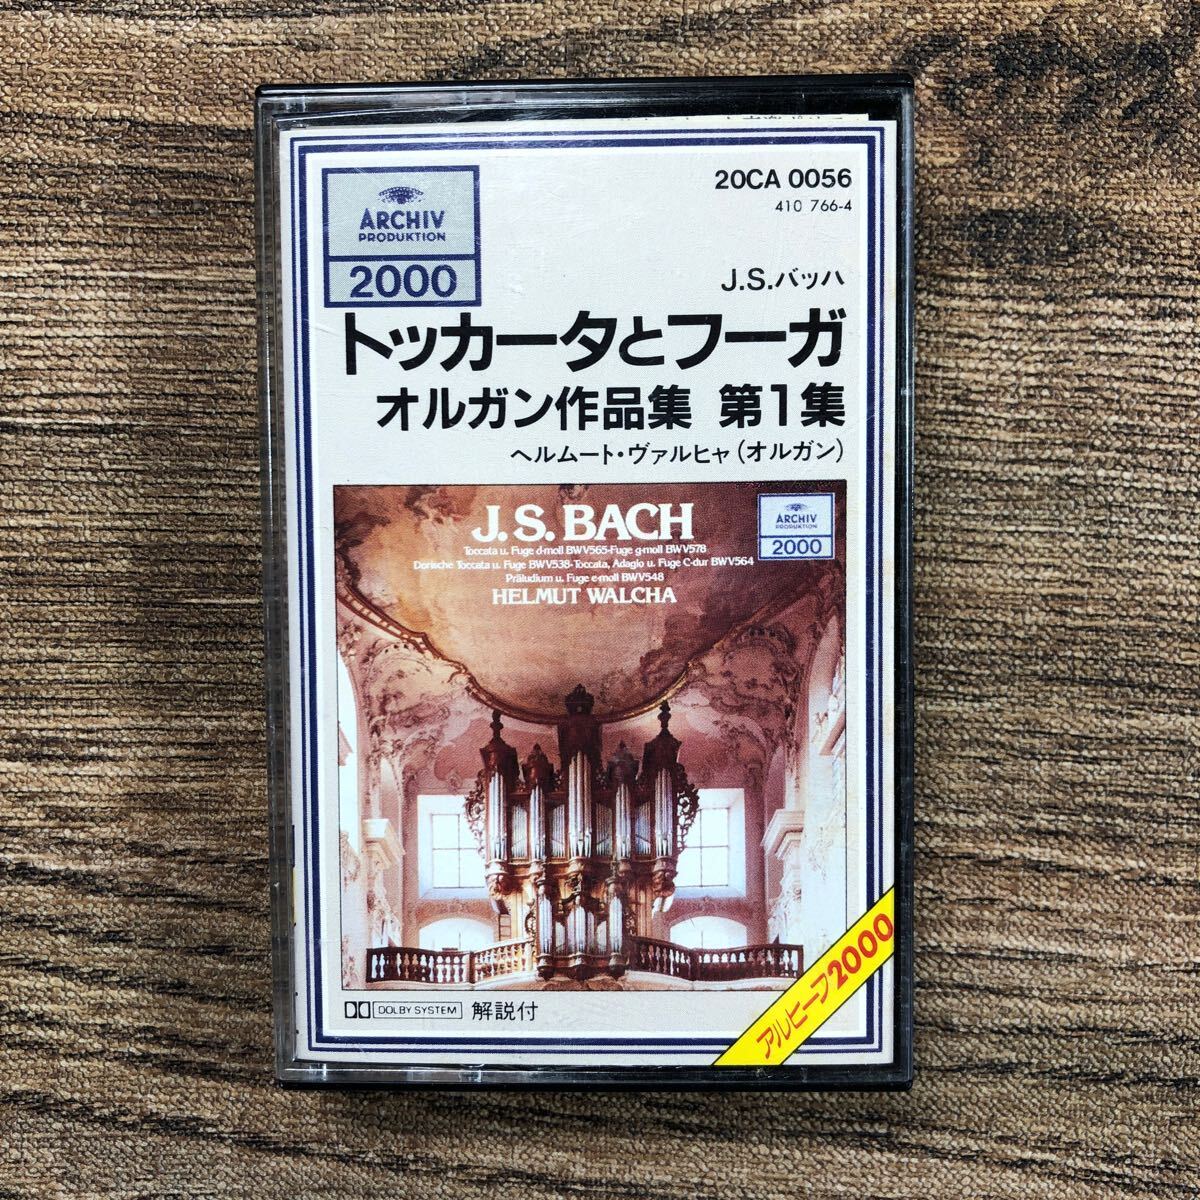 ARCHIV
PRODUKTION
2000
20CA 0056
410 766-4
J.S.バッハ
トッカータとフーガ
オルガン作品集 第1集
ヘルムート・ヴァルヒャ(オルガン)
J.S.BACH
Toccata u. Fuge d-moll BWV565-Fuge g-moll BWV578
Dorische Toccata u. Fuge BWV538-Toccata, Adagio u. Fuge C-dur BWV564
Präludium u. Fuge e-moll BWV548
HELMUT WALCHA
ARCHIV
PRODUKTION
2000
DOLBY SYSTEM 解説付
アルヒーフ2000